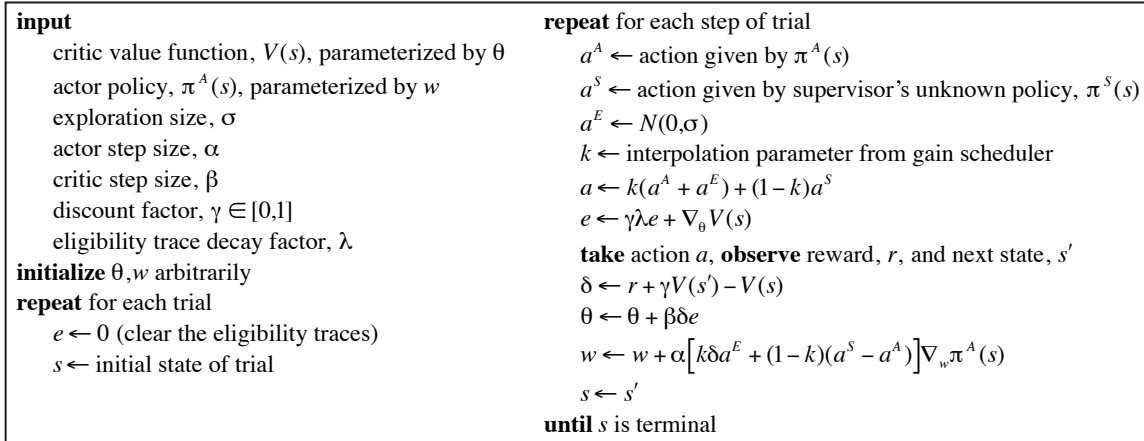 input
critic value function, V(s), parameterized by θ
actor policy, π^A(s), parameterized by w
exploration size, σ
actor step size, α
critic step size, β
discount factor, γ ∈ [0,1]
eligibility trace decay factor, λ
initialize θ,w arbitrarily
repeat for each trial
e ← 0 (clear the eligibility traces)
s ← initial state of trial
repeat for each step of trial
a^A ← action given by π^A(s)
a^S ← action given by supervisor's unknown policy, π^S(s)
a^E ← N(0,σ)
k ← interpolation parameter from gain scheduler
a ← k(a^A + a^E) + (1 − k)a^S
e ← γλe + ∇_θ V(s)
take action a, observe reward, r, and next state, s′
δ ← r + γV(s′) − V(s)
θ ← θ + βδe
w ← w + α[kδa^E + (1 − k)(a^S − a^A)]∇_w π^A(s)
s ← s′
until s is terminal